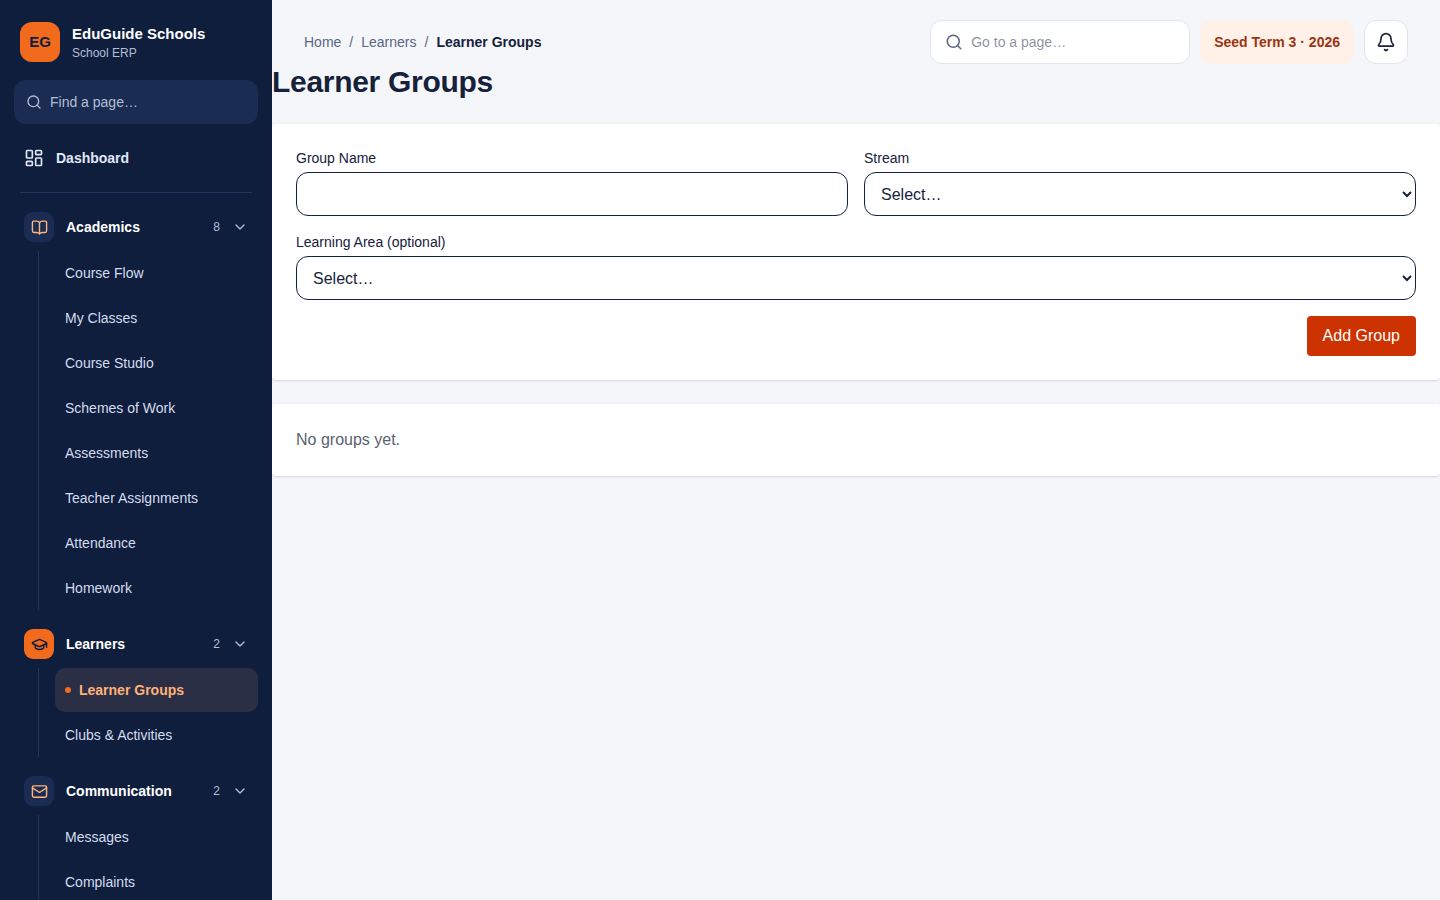 EG
EduGuide Schools
School ERP
Find a page…
Dashboard
Academics 8
Course Flow
My Classes
Course Studio
Schemes of Work
Assessments
Teacher Assignments
Attendance
Homework
Learners 2
Learner Groups
Clubs & Activities
Communication 2
Messages
Complaints
Home / Learners / Learner Groups
Go to a page…
Seed Term 3 · 2026
Learner Groups
Group Name
Stream
Select…
Learning Area (optional)
Select…
Add Group
No groups yet.